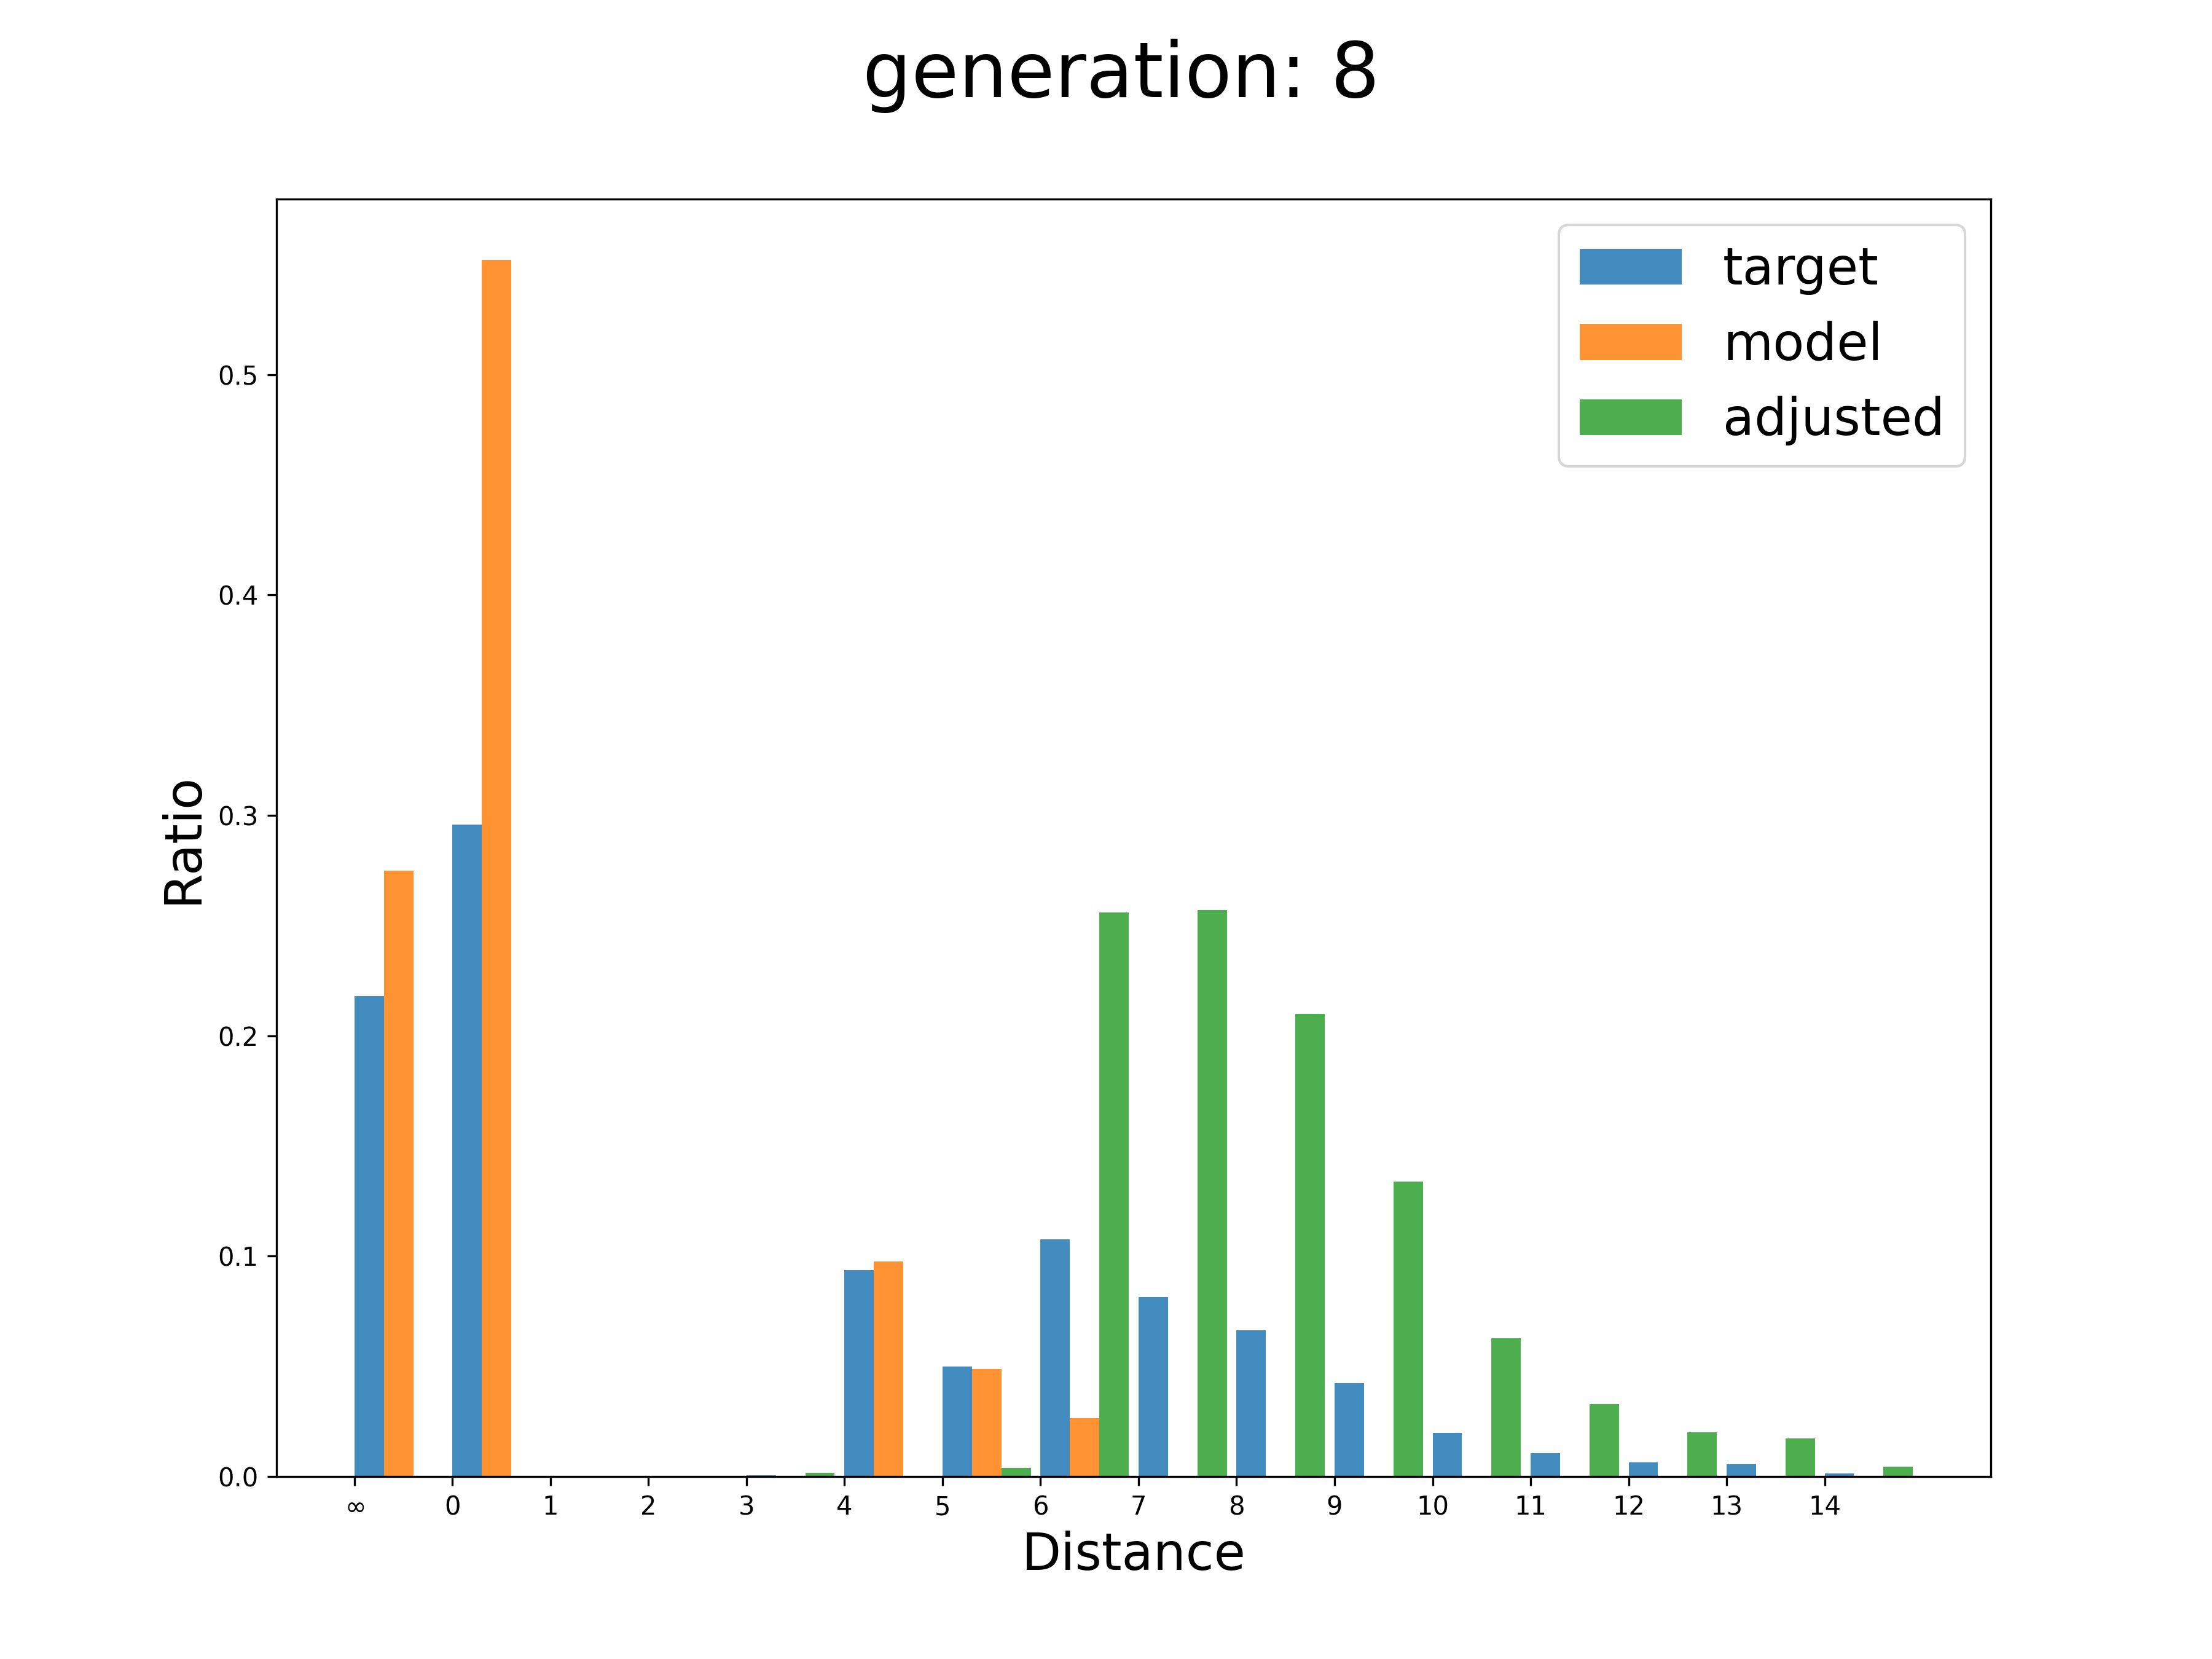 generation: 8
target
model
adjusted
Ratio
0.5
0.4
0.3
0.2
0.1
0.0
∞ 0 1 2 3 4 5 6 7 8 9 10 11 12 13 14
Distance